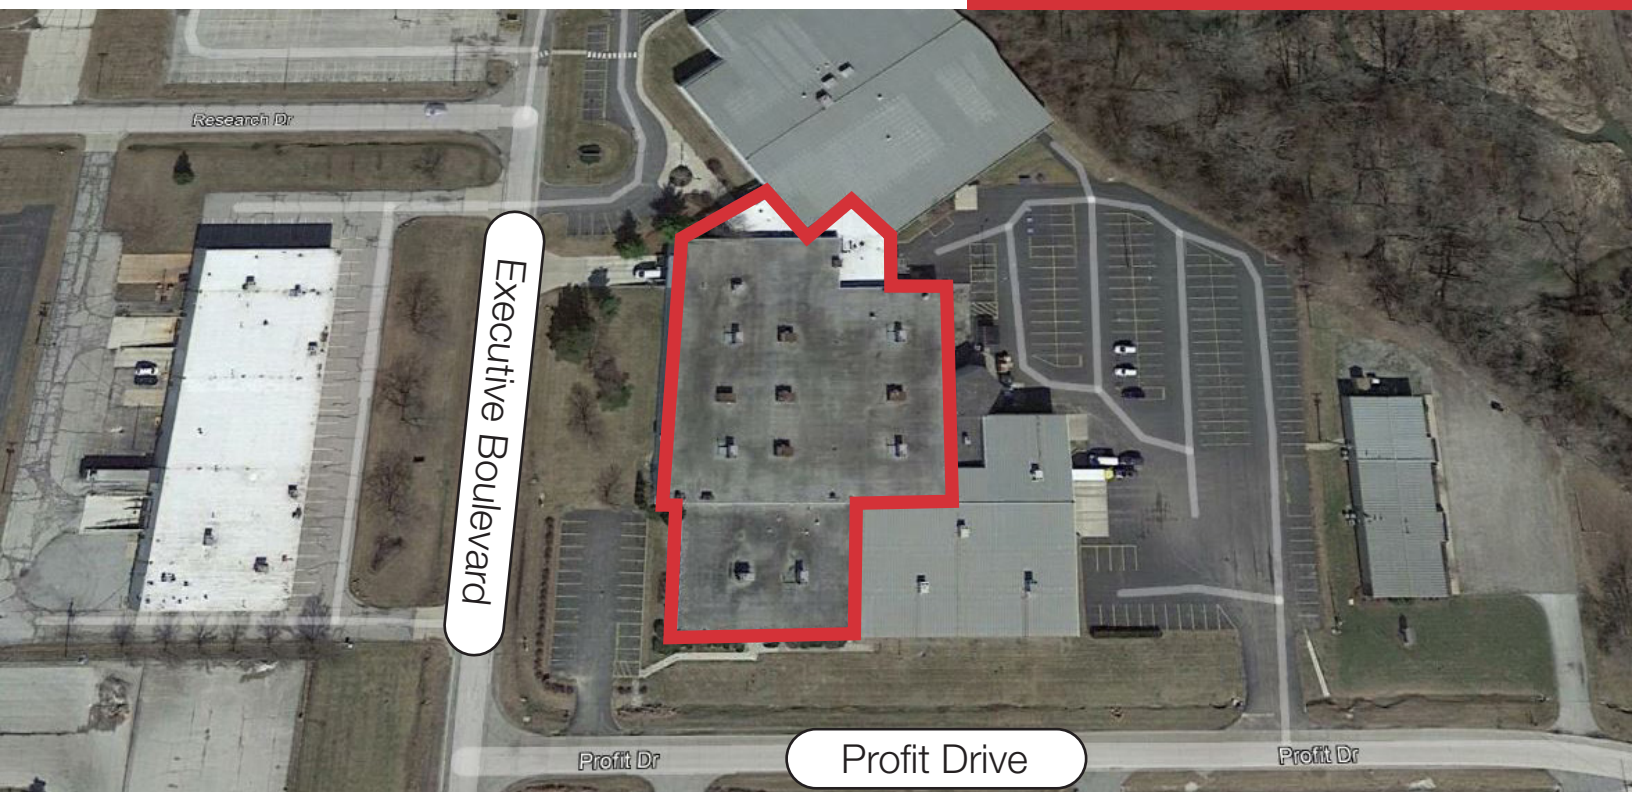 Research Dr
Executive Boulevard
Profit Dr
Profit Drive
Profit Dr